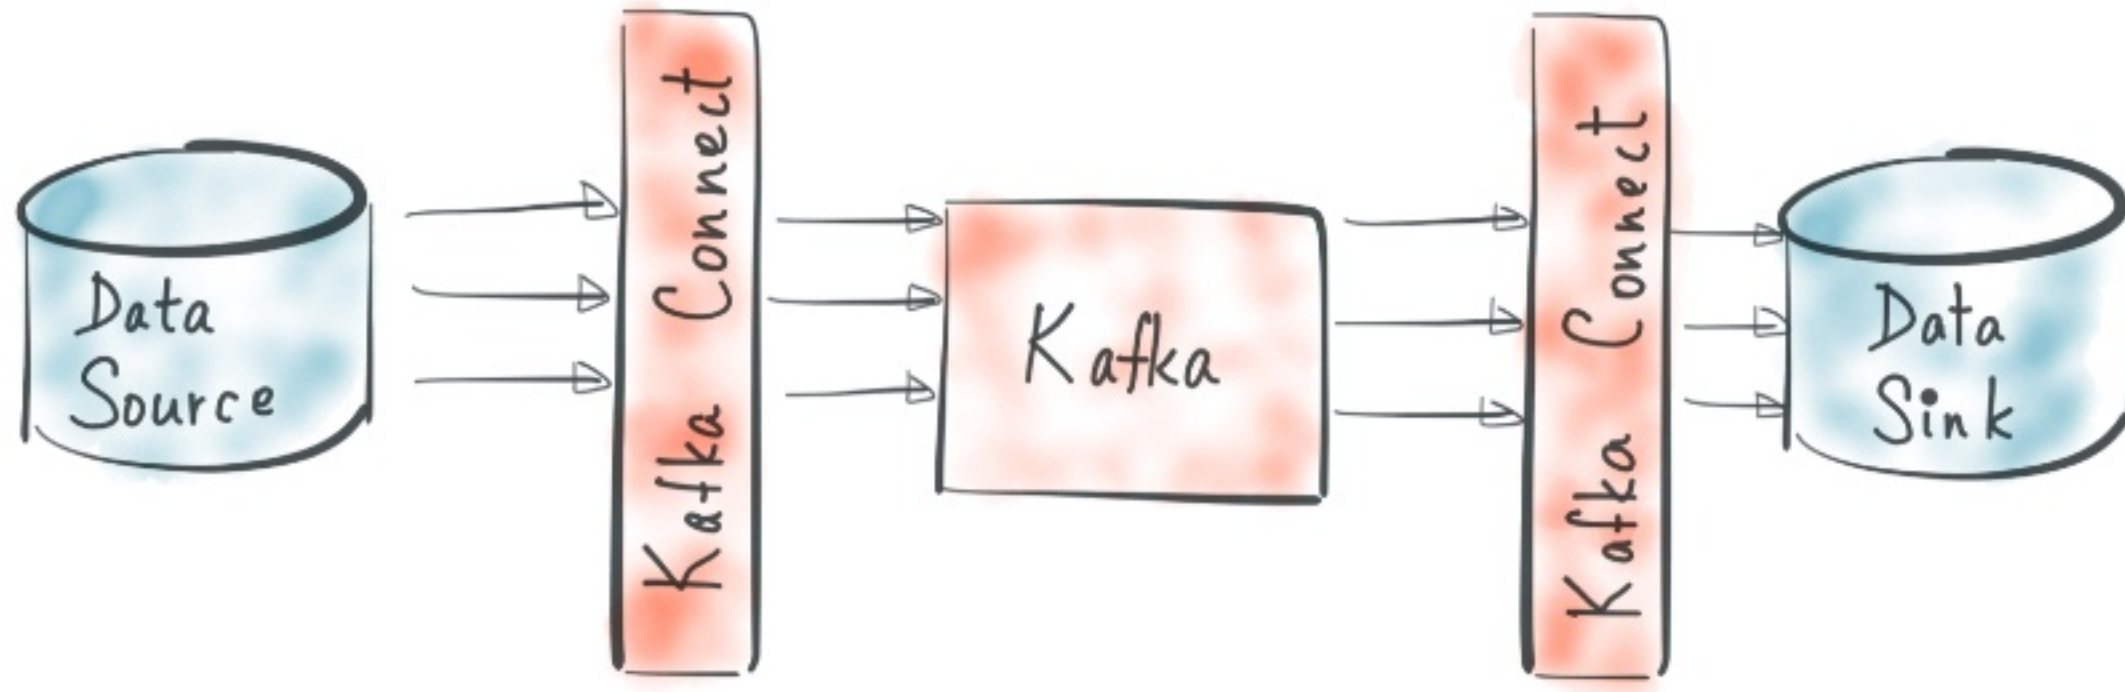 Data
Source
Kafka Connect
Kafka
Kafka Connect
Data
Sink